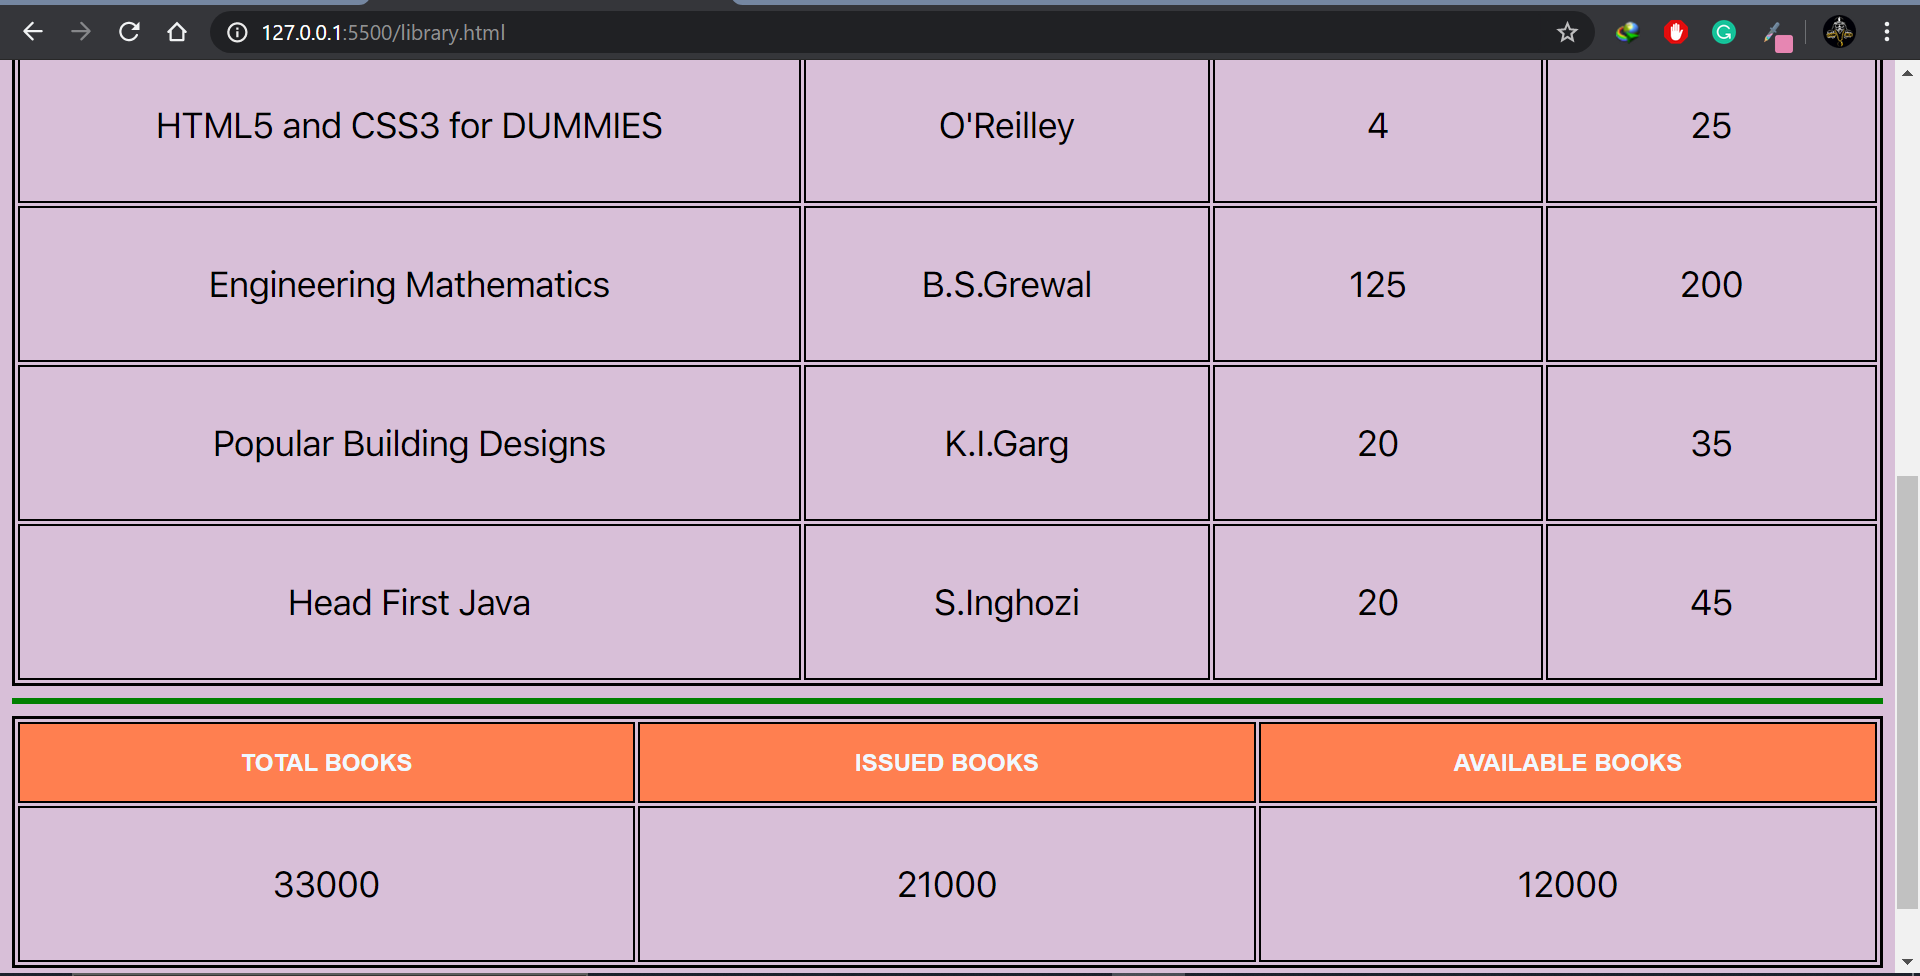 127.0.0.1:5500/library.html
HTML5 and CSS3 for DUMMIES O'Reilley 4 25
Engineering Mathematics B.S.Grewal 125 200
Popular Building Designs K.I.Garg 20 35
Head First Java S.Inghozi 20 45
TOTAL BOOKS ISSUED BOOKS AVAILABLE BOOKS
33000 21000 12000